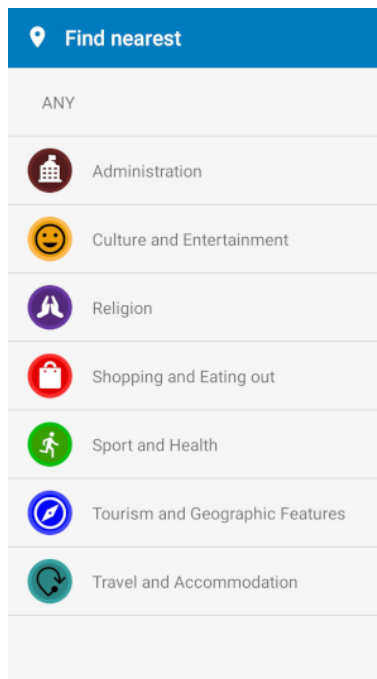 Find nearest
ANY
Administration
Culture and Entertainment
Religion
Shopping and Eating out
Sport and Health
Tourism and Geographic Features
Travel and Accommodation